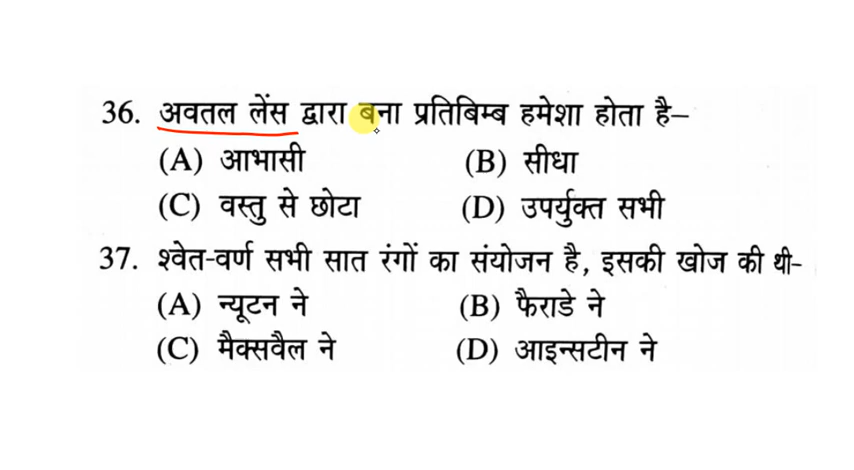 36. अवतल लेंस द्वारा बना प्रतिबिम्ब हमेशा होता है–
(A) आभासी (B) सीधा
(C) वस्तु से छोटा (D) उपर्युक्त सभी
37. श्वेत-वर्ण सभी सात रंगों का संयोजन है, इसकी खोज की थी-
(A) न्यूटन ने (B) फैराडे ने
(C) मैक्सवैल ने (D) आइन्सटीन ने